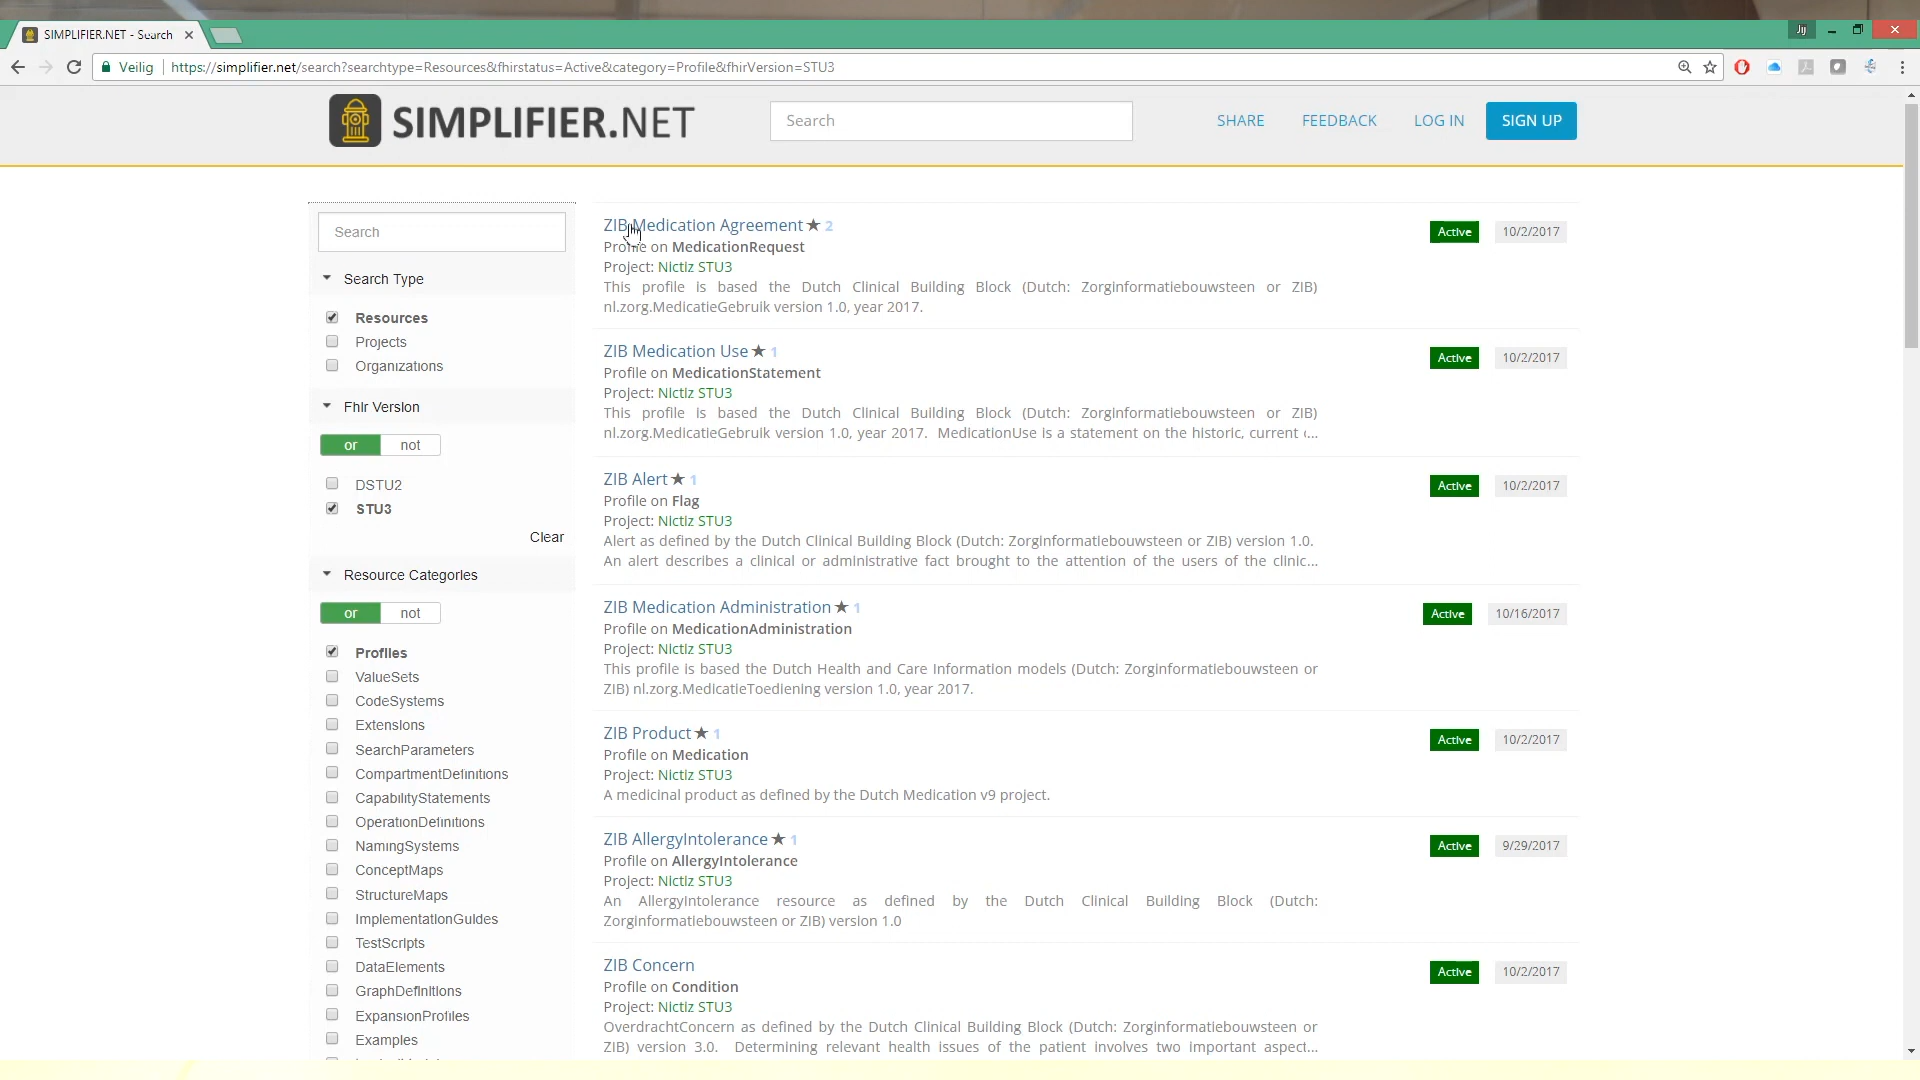 SIMPLIFIER.NET - Search
Veilig
https://simplifier.net/search?searchtype=Resources&fhirstatus=Active&category=Profile&fhirVersion=STU3
SIMPLIFIER.NET
Search
SHARE
FEEDBACK
LOG IN
SIGN UP
Search
Search Type
Resources
Projects
Organizations
Fhir Version
or not
DSTU2
STU3
Clear
Resource Categories
or not
Profiles
ValueSets
CodeSystems
Extensions
SearchParameters
CompartmentDefinitions
CapabilityStatements
OperationDefinitions
NamingSystems
ConceptMaps
StructureMaps
ImplementationGuides
TestScripts
DataElements
GraphDefinitions
ExpansionProfiles
Examples
ZIB Medication Agreement ★ 2
Active 10/2/2017
Profile on MedicationRequest
Project: Nictiz STU3
This profile is based the Dutch Clinical Building Block (Dutch: Zorginformatiebouwsteen or ZIB)
nl.zorg.MedicatieGebruik version 1.0, year 2017.
ZIB Medication Use ★ 1
Active 10/2/2017
Profile on MedicationStatement
Project: Nictiz STU3
This profile is based the Dutch Clinical Building Block (Dutch: Zorginformatiebouwsteen or ZIB)
nl.zorg.MedicatieGebruik version 1.0, year 2017. MedicationUse is a statement on the historic, current ...
ZIB Alert ★ 1
Active 10/2/2017
Profile on Flag
Project: Nictiz STU3
Alert as defined by the Dutch Clinical Building Block (Dutch: Zorginformatiebouwsteen or ZIB) version 1.0.
An alert describes a clinical or administrative fact brought to the attention of the users of the clinic...
ZIB Medication Administration ★ 1
Active 10/16/2017
Profile on MedicationAdministration
Project: Nictiz STU3
This profile is based the Dutch Health and Care Information models (Dutch: Zorginformatiebouwsteen or
ZIB) nl.zorg.MedicatieToediening version 1.0, year 2017.
ZIB Product ★ 1
Active 10/2/2017
Profile on Medication
Project: Nictiz STU3
A medicinal product as defined by the Dutch Medication v9 project.
ZIB AllergyIntolerance ★ 1
Active 9/29/2017
Profile on AllergyIntolerance
Project: Nictiz STU3
An AllergyIntolerance resource as defined by the Dutch Clinical Building Block (Dutch:
Zorginformatiebouwsteen or ZIB) version 1.0
ZIB Concern
Active 10/2/2017
Profile on Condition
Project: Nictiz STU3
OverdrachtConcern as defined by the Dutch Clinical Building Block (Dutch: Zorginformatiebouwsteen or
ZIB) version 3.0. Determining relevant health issues of the patient involves two important aspect...